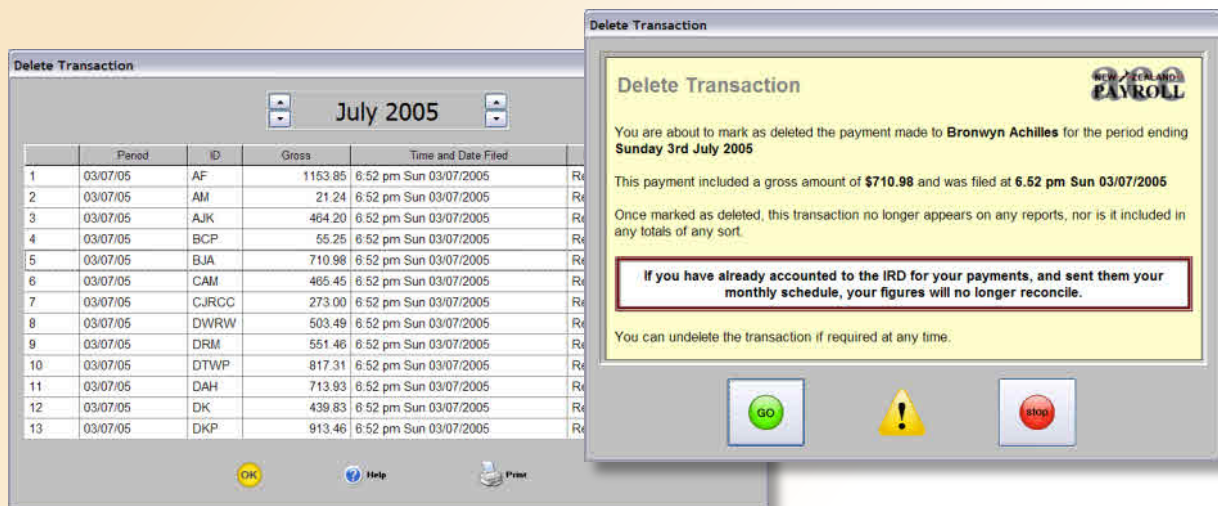 Delete Transaction
July 2005
Period ID Gross Time and Date Filed
1 03/07/05 AF 1153.85 6:52 pm Sun 03/07/2005 Re
2 03/07/05 AM 21.24 6:52 pm Sun 03/07/2005 Re
3 03/07/05 AJK 464.20 6:52 pm Sun 03/07/2005 Re
4 03/07/05 BCP 55.25 6:52 pm Sun 03/07/2005 Re
5 03/07/05 BJA 710.98 6:52 pm Sun 03/07/2005 Re
6 03/07/05 CAM 465.45 6:52 pm Sun 03/07/2005 Re
7 03/07/05 CJRCC 273.00 6:52 pm Sun 03/07/2005 Re
8 03/07/05 DWRW 503.49 6:52 pm Sun 03/07/2005 Re
9 03/07/05 DRM 551.46 6:52 pm Sun 03/07/2005 Re
10 03/07/05 DTWP 817.31 6:52 pm Sun 03/07/2005 Re
11 03/07/05 DAH 713.93 6:52 pm Sun 03/07/2005 Re
12 03/07/05 DK 439.83 6:52 pm Sun 03/07/2005 Re
13 03/07/05 DKP 913.46 6:52 pm Sun 03/07/2005 Re
OK Help Print
Delete Transaction
Delete Transaction
ace
NEW ZEALAND
PAYROLL
You are about to mark as deleted the payment made to Bronwyn Achilles for the period ending
Sunday 3rd July 2005
This payment included a gross amount of $710.98 and was filed at 6.52 pm Sun 03/07/2005
Once marked as deleted, this transaction no longer appears on any reports, nor is it included in
any totals of any sort.
If you have already accounted to the IRD for your payments, and sent them your
monthly schedule, your figures will no longer reconcile.
You can undelete the transaction if required at any time.
GO ! stop